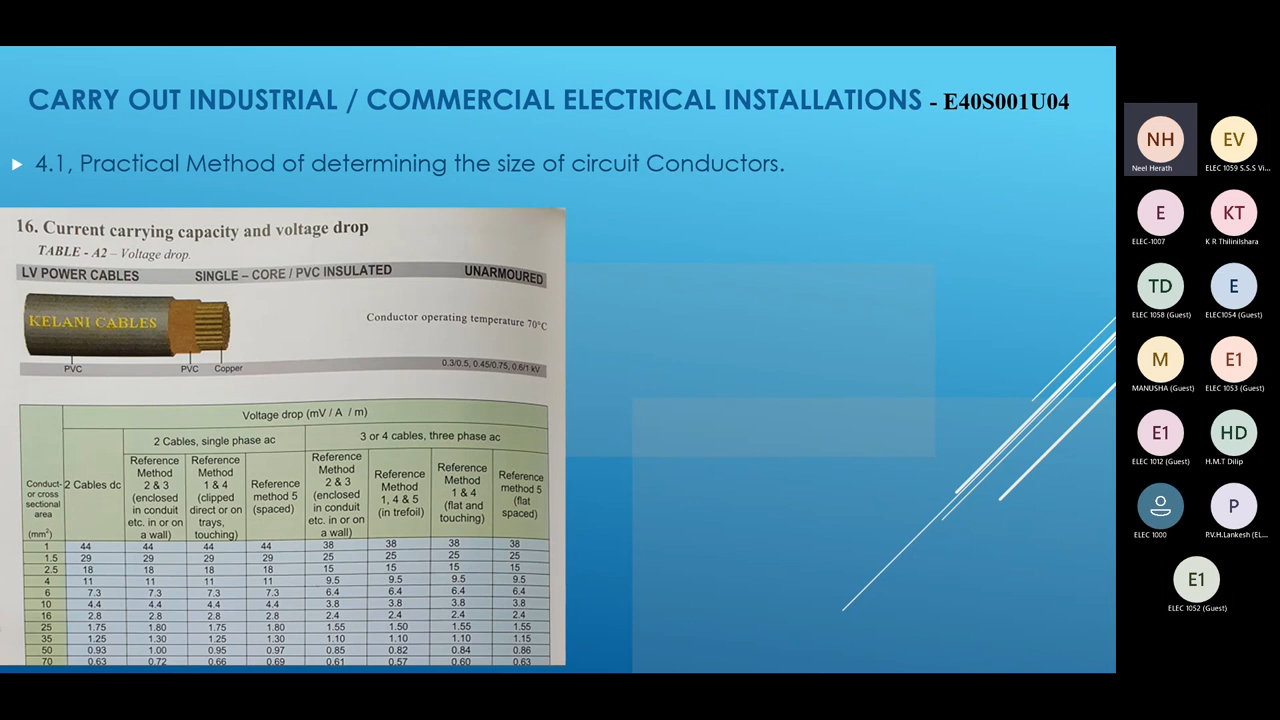 CARRY OUT INDUSTRIAL / COMMERCIAL ELECTRICAL INSTALLATIONS - E40S001U04
4.1, Practical Method of determining the size of circuit Conductors.
16. Current carrying capacity and voltage drop
TABLE - A2 – Voltage drop.
LV POWER CABLES SINGLE – CORE / PVC INSULATED UNARMOURED
KELANI CABLES
Conductor operating temperature 70°C
PVC PVC Copper
0.3/0.5, 0.45/0.75, 0.6/1 kV
Voltage drop (mV / A / m)
2 Cables, single phase ac
3 or 4 cables, three phase ac
Conduct-
or cross
sectional
area
(mm²)
2 Cables dc
Reference
Method
2 & 3
(enclosed
in conduit
etc. in or on
a wall)
Reference
Method
1 & 4
(clipped
direct or on
trays,
touching)
Reference
method 5
(spaced)
Reference
Method
2 & 3
(enclosed
in conduit
etc. in or on
a wall)
Reference
Method
1, 4 & 5
(in trefoil)
Reference
Method
1 & 4
(flat and
touching)
Reference
method 5
(flat
spaced)
1 44 44 44 44 38 38 38 38
1.5 29 29 29 29 25 25 25 25
2.5 18 18 18 18 15 15 15 15
4 11 11 11 11 9.5 9.5 9.5 9.5
6 7.3 7.3 7.3 7.3 6.4 6.4 6.4 6.4
10 4.4 4.4 4.4 4.4 3.8 3.8 3.8 3.8
16 2.8 2.8 2.8 2.8 2.4 2.4 2.4 2.4
25 1.75 1.80 1.75 1.80 1.55 1.50 1.55 1.55
35 1.25 1.30 1.25 1.30 1.10 1.10 1.10 1.15
50 0.93 1.00 0.95 0.97 0.85 0.82 0.84 0.86
70 0.63 0.72 0.66 0.69 0.61 0.57 0.60 0.63
NH EV
Neel Herath ELEC 1059 S.S.S Vi...
E KT
ELEC-1007 K R Thilinilshara
TD E
ELEC 1058 (Guest) ELEC1054 (Guest)
M E1
MANUSHA (Guest) ELEC 1053 (Guest)
E1 HD
ELEC 1012 (Guest) H.M.T Dilip
P
ELEC 1000 P.V.H.Lankesh (EL...
E1
ELEC 1052 (Guest)